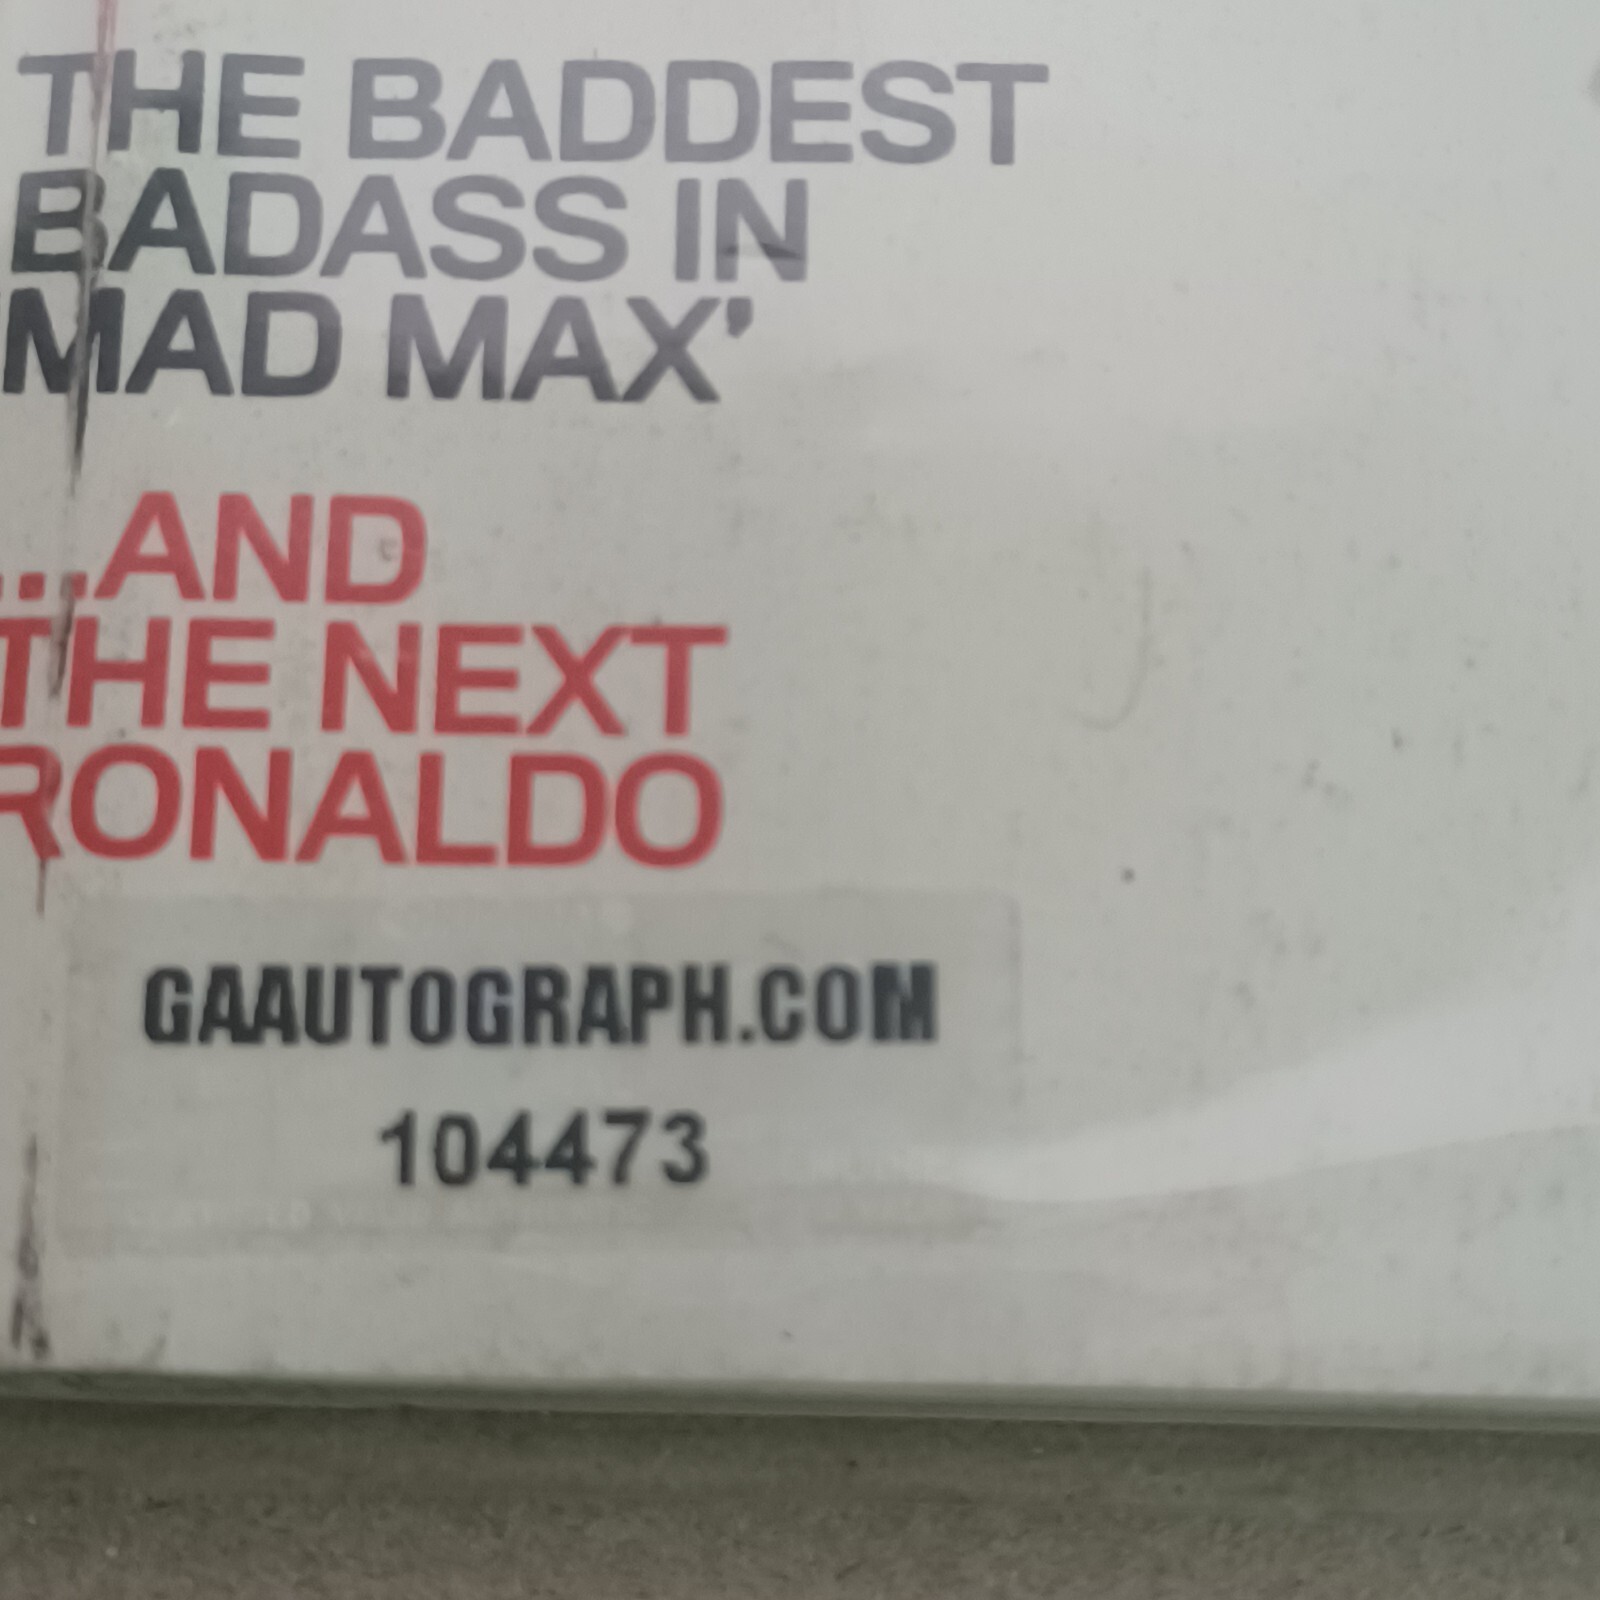 THE BADDEST
BADASS IN
'MAD MAX'
...AND
THE NEXT
RONALDO
GAAUTOGRAPH.COM
104473